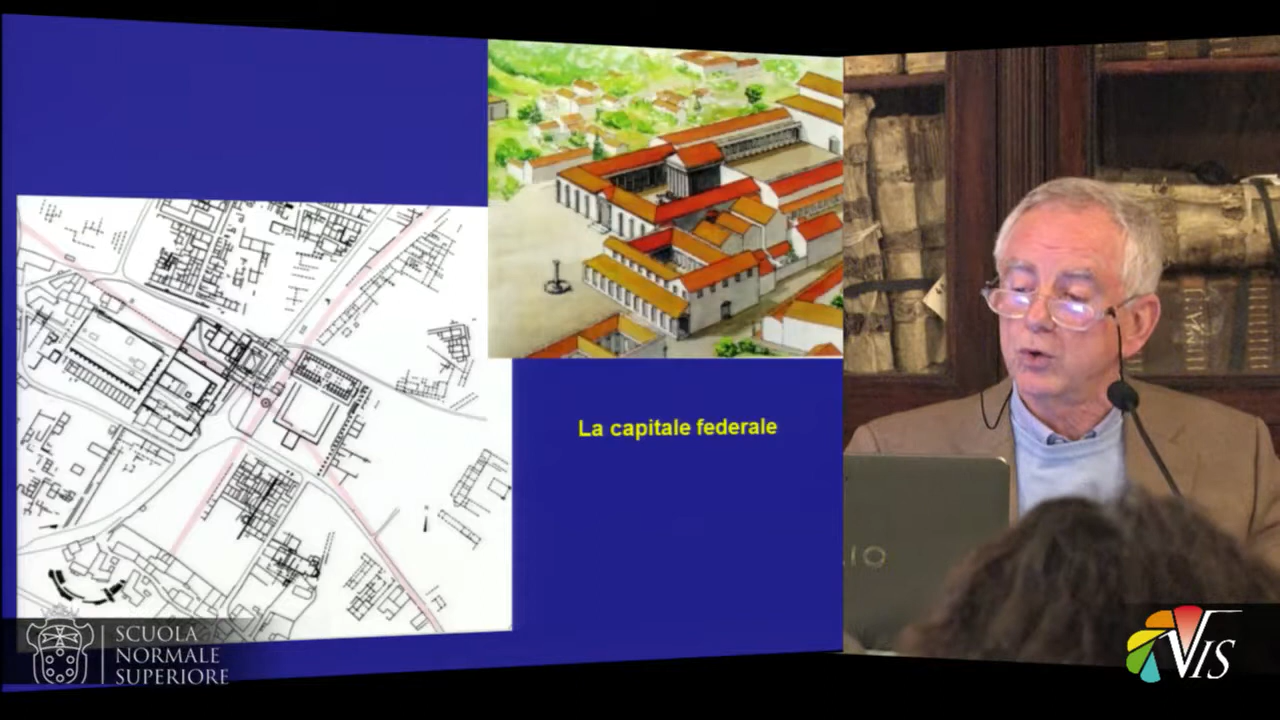 La capitale federale
SCUOLA
NORMALE
SUPERIORE
VIS